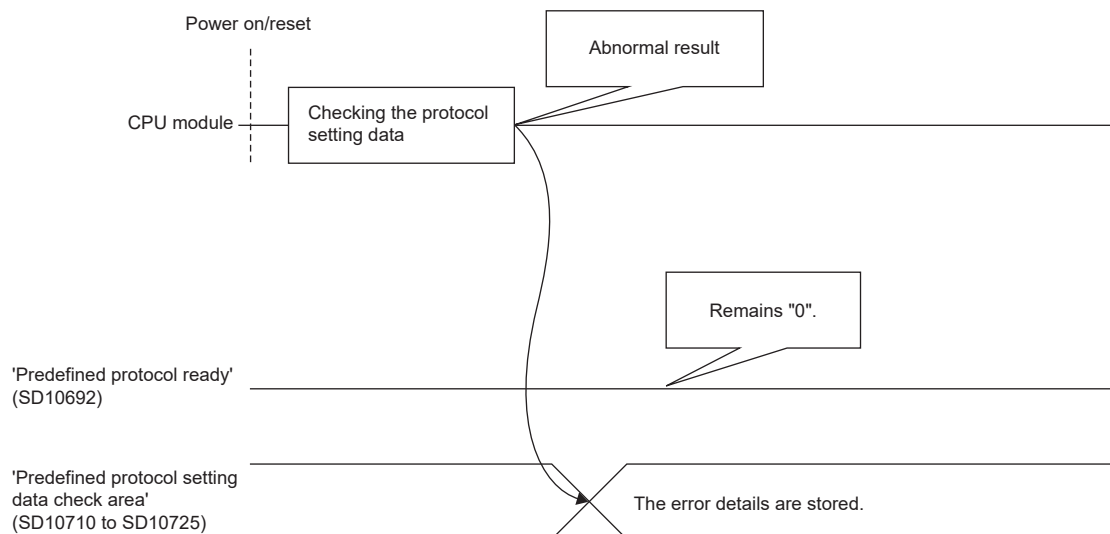 Power on/reset
Abnormal result
CPU module
Checking the protocol
setting data
Remains "0".
'Predefined protocol ready'
(SD10692)
'Predefined protocol setting
data check area'
(SD10710 to SD10725)
The error details are stored.